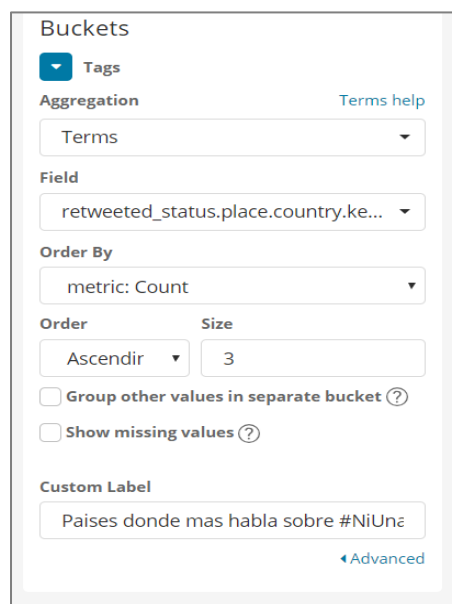 Buckets
Tags
Aggregation Terms help
Terms
Field
retweeted_status.place.country.ke...
Order By
metric: Count
Order Size
Ascendir 3
Group other values in separate bucket ?
Show missing values ?
Custom Label
Paises donde mas habla sobre #NiUna
Advanced